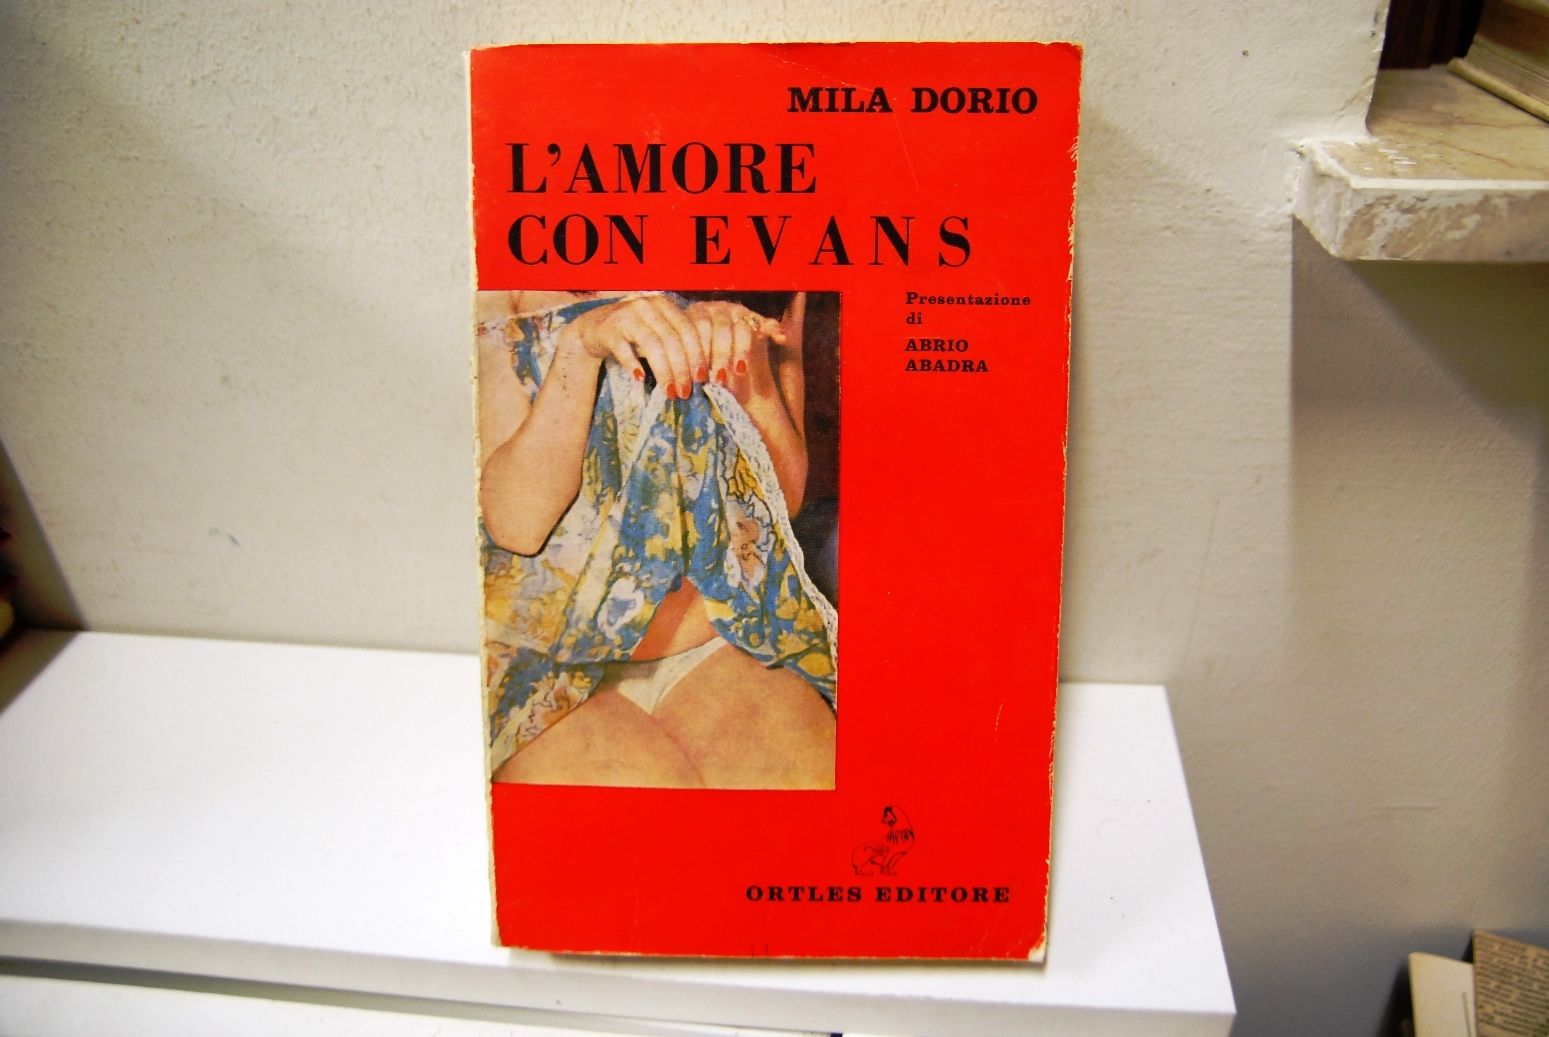 MILA DORIO
L'AMORE
CON EVANS
Presentazione
di
ABRIO
ABADRA
ORTLES EDITORE